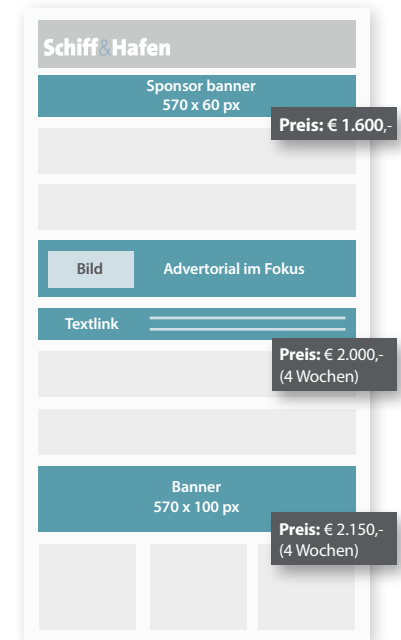 Schiff&Hafen
Sponsor banner
570 x 60 px
Preis: € 1.600,-
Bild
Advertorial im Fokus
Textlink
Preis: € 2.000,-
(4 Wochen)
Banner
570 x 100 px
Preis: € 2.150,-
(4 Wochen)